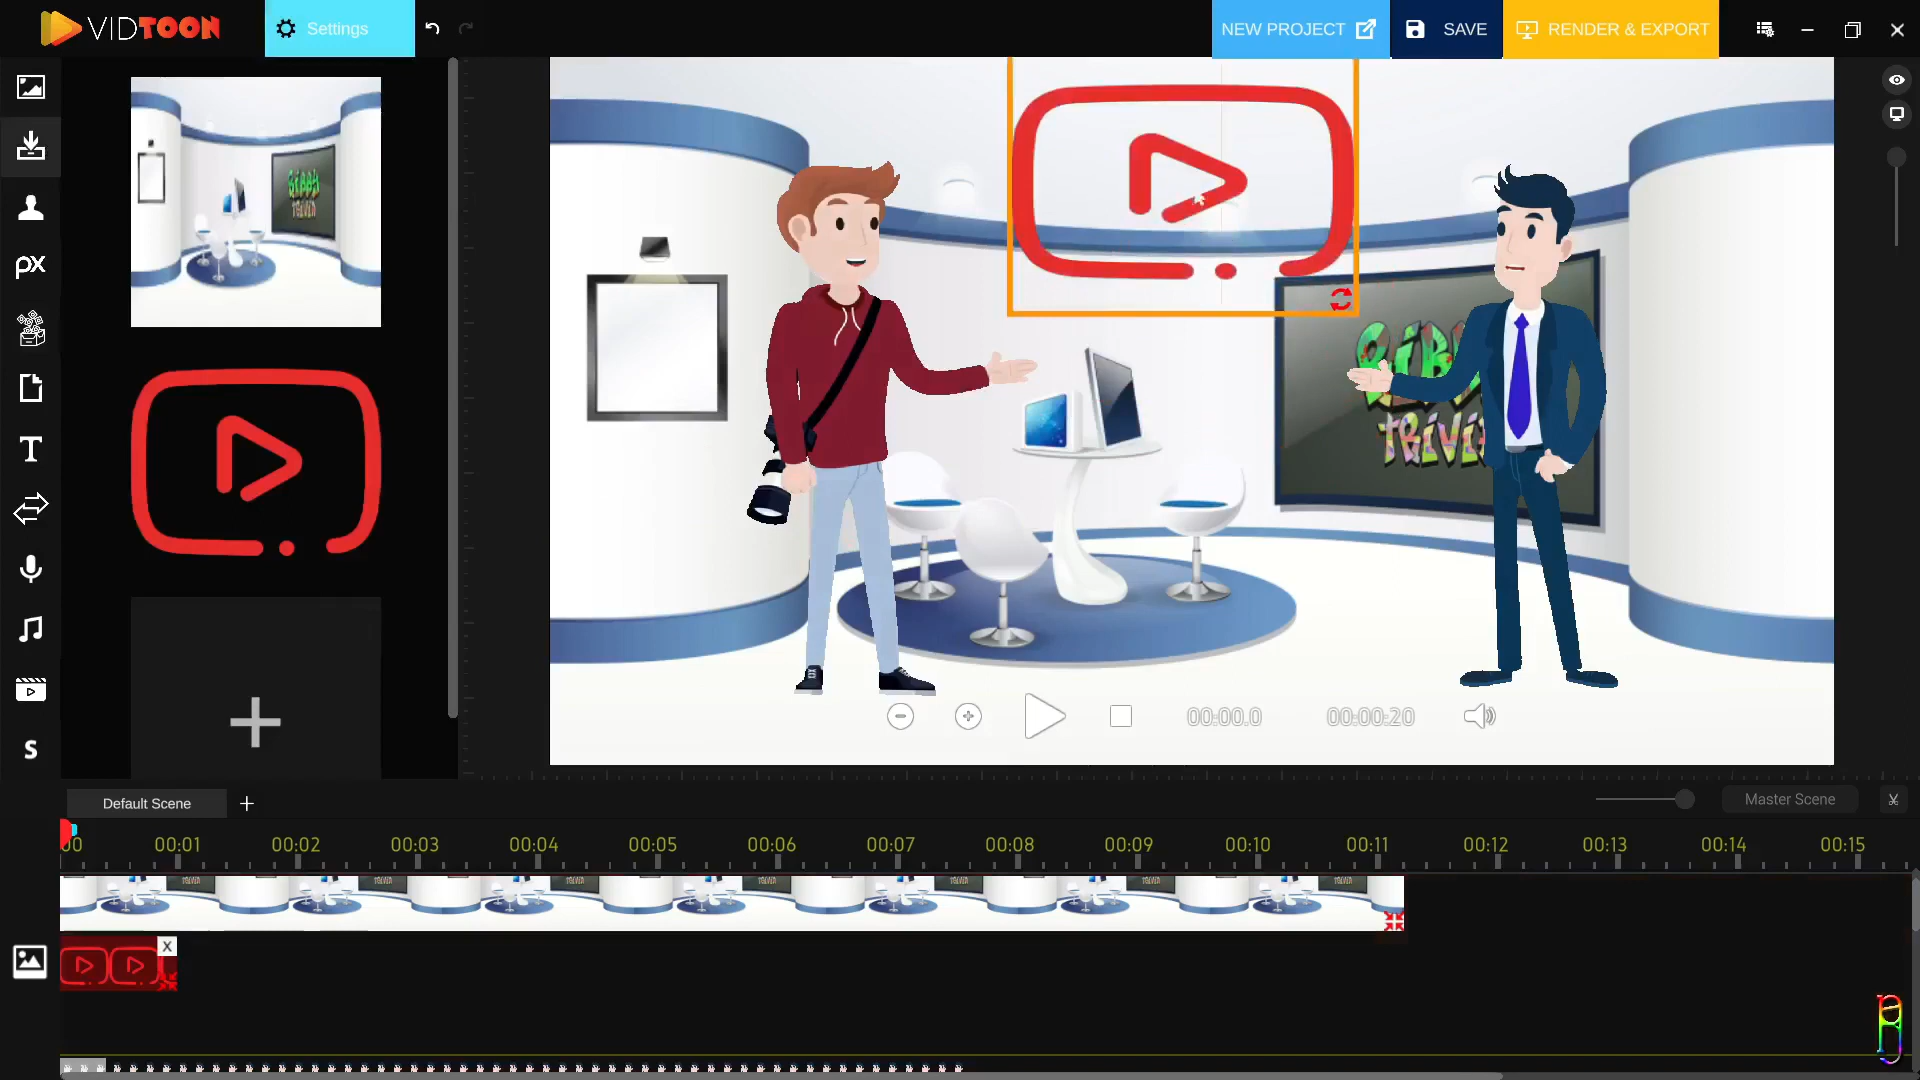 VIDTOON
Settings
NEW PROJECT
SAVE
RENDER & EXPORT
px
T
S
TRIVIA
00:00.0
00:00:20
Default Scene
+
Master Scene
00
00:01
00:02
00:03
00:04
00:05
00:06
00:07
00:08
00:09
00:10
00:11
00:12
00:13
00:14
00:15
X